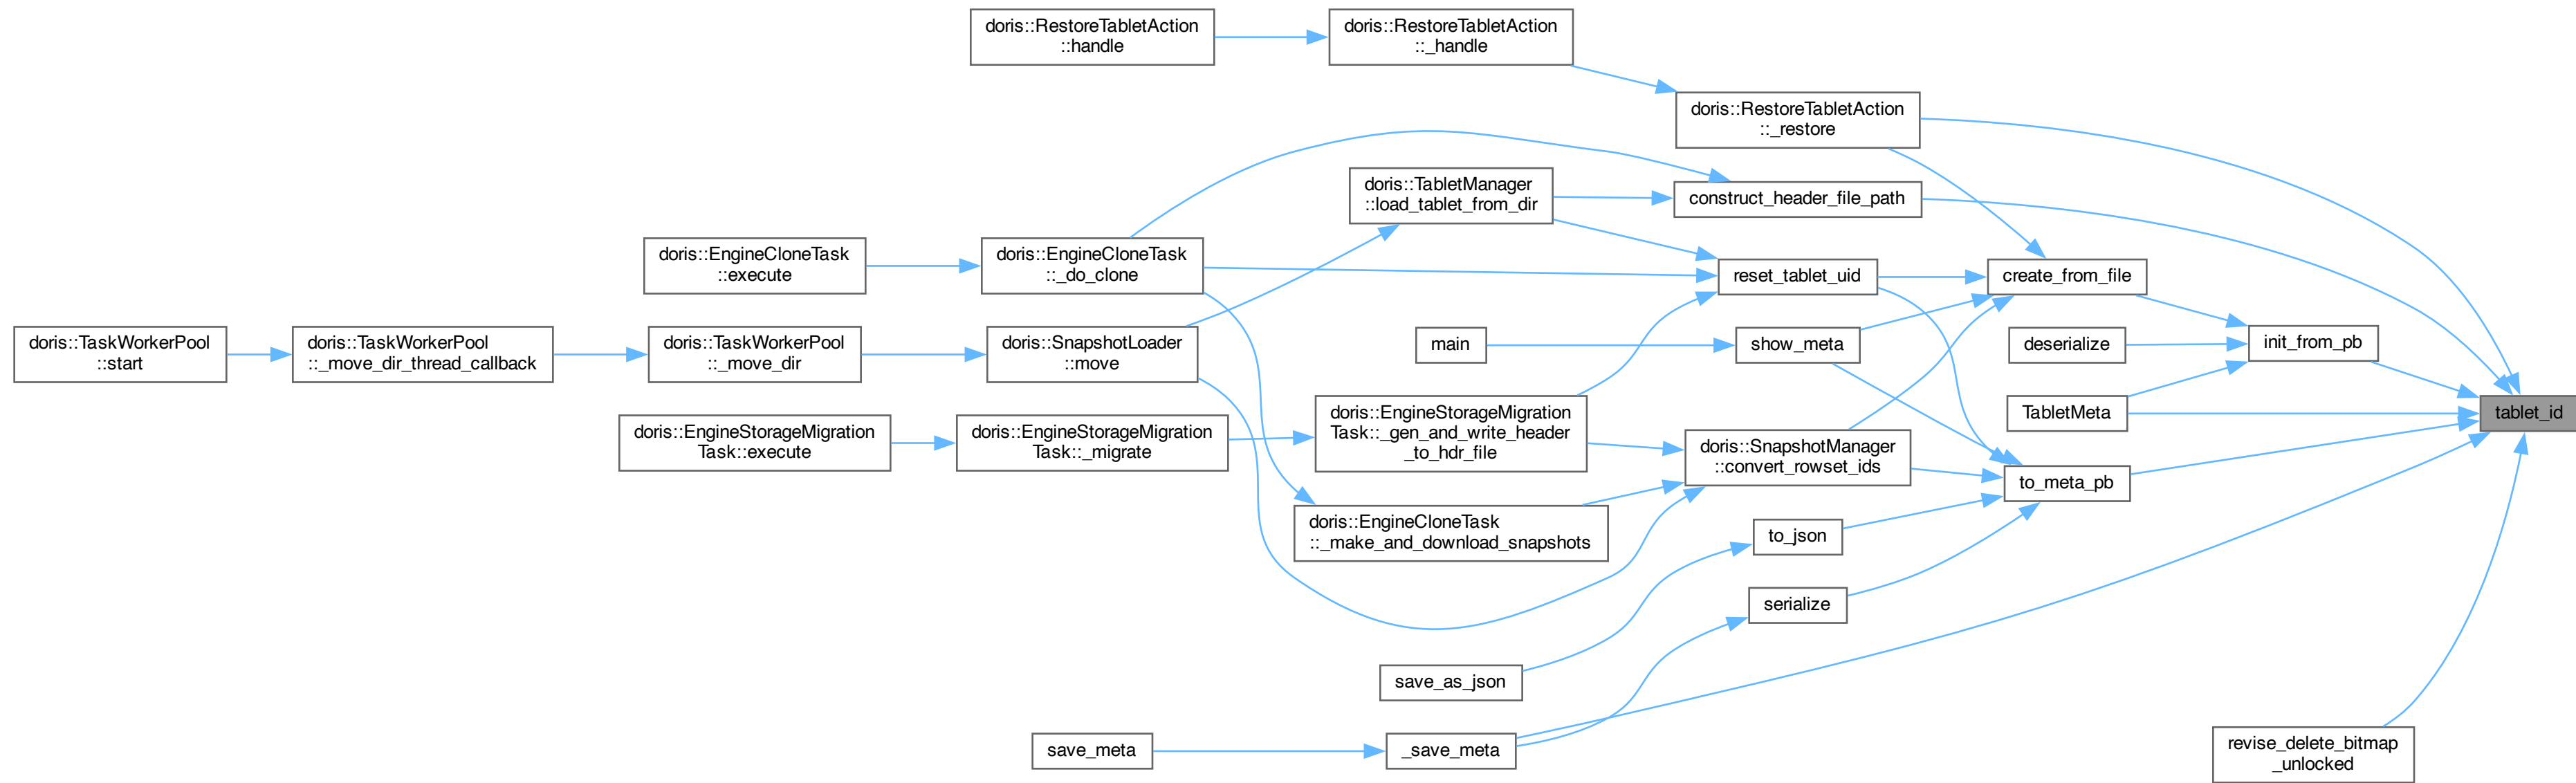 doris::RestoreTabletAction
::handle
doris::RestoreTabletAction
::_handle
doris::RestoreTabletAction
::_restore
doris::TabletManager
::load_tablet_from_dir
construct_header_file_path
doris::EngineCloneTask
::execute
doris::EngineCloneTask
::_do_clone
reset_tablet_uid
create_from_file
doris::TaskWorkerPool
::start
doris::TaskWorkerPool
::_move_dir_thread_callback
doris::TaskWorkerPool
::_move_dir
doris::SnapshotLoader
::move
main
show_meta
deserialize
init_from_pb
doris::EngineStorageMigration
Task::execute
doris::EngineStorageMigration
Task::_migrate
doris::EngineStorageMigration
Task::_gen_and_write_header
_to_hdr_file
doris::SnapshotManager
::convert_rowset_ids
TabletMeta
tablet_id
to_meta_pb
doris::EngineCloneTask
::_make_and_download_snapshots
to_json
serialize
save_as_json
save_meta
_save_meta
revise_delete_bitmap
_unlocked